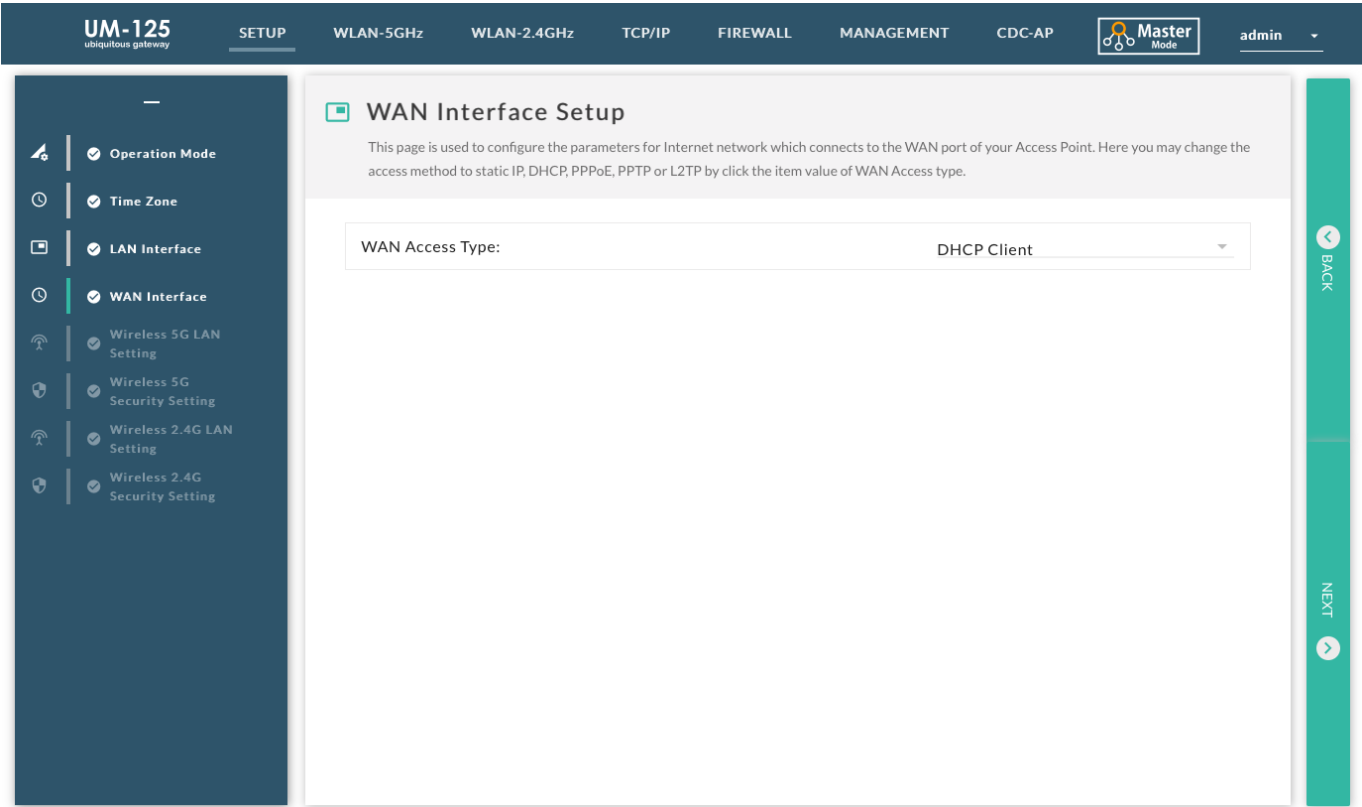 UM-125
ubiquitous gateway
SETUP
WLAN-5GHz
WLAN-2.4GHz
TCP/IP
FIREWALL
MANAGEMENT
CDC-AP
Master
Mode
admin
Operation Mode
Time Zone
LAN Interface
WAN Interface
Wireless 5G LAN
Setting
Wireless 5G
Security Setting
Wireless 2.4G LAN
Setting
Wireless 2.4G
Security Setting
WAN Interface Setup
This page is used to configure the parameters for Internet network which connects to the WAN port of your Access Point. Here you may change the
access method to static IP, DHCP, PPPoE, PPTP or L2TP by click the item value of WAN Access type.
WAN Access Type:
DHCP Client
BACK
NEXT